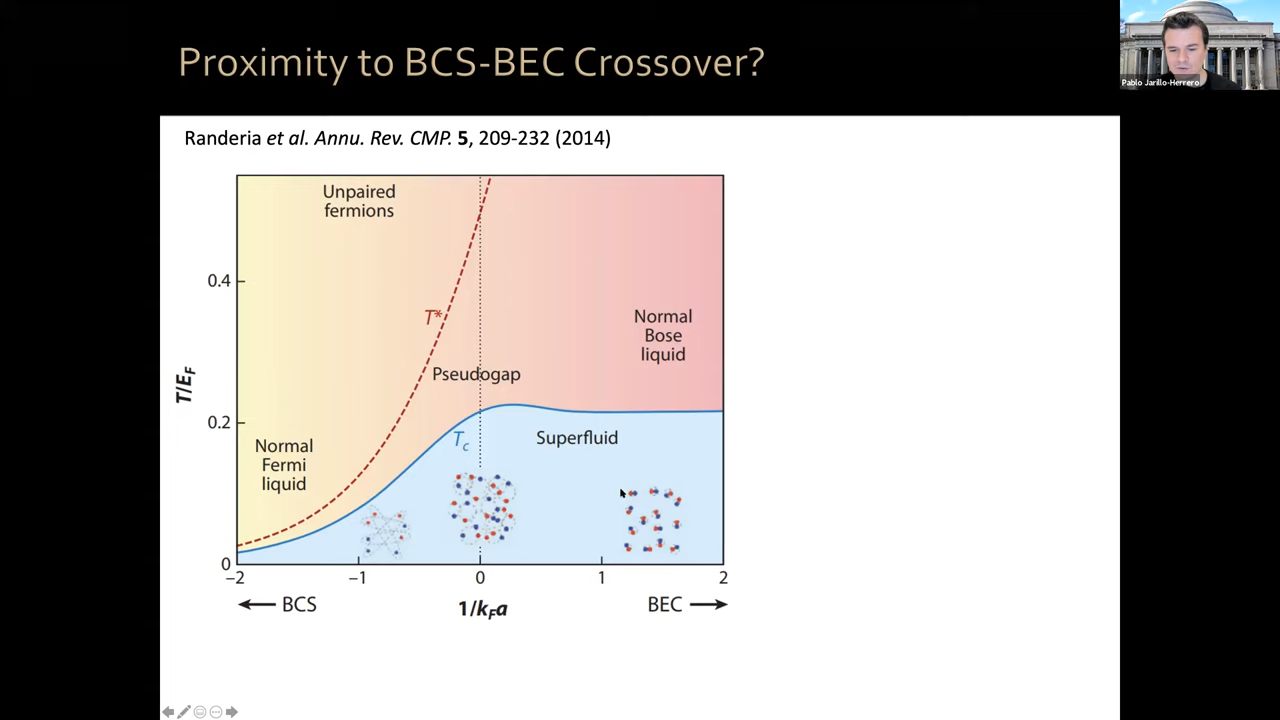 Proximity to BCS-BEC Crossover?
Pablo Jarillo-Herrero
Randeria et al. Annu. Rev. CMP. 5, 209-232 (2014)
Unpaired
fermions
0.4
T*
Normal
Bose
liquid
Pseudogap
T/E_F
0.2
T_c
Superfluid
Normal
Fermi
liquid
0
−2
−1
0
1
2
BCS
1/k_Fa
BEC